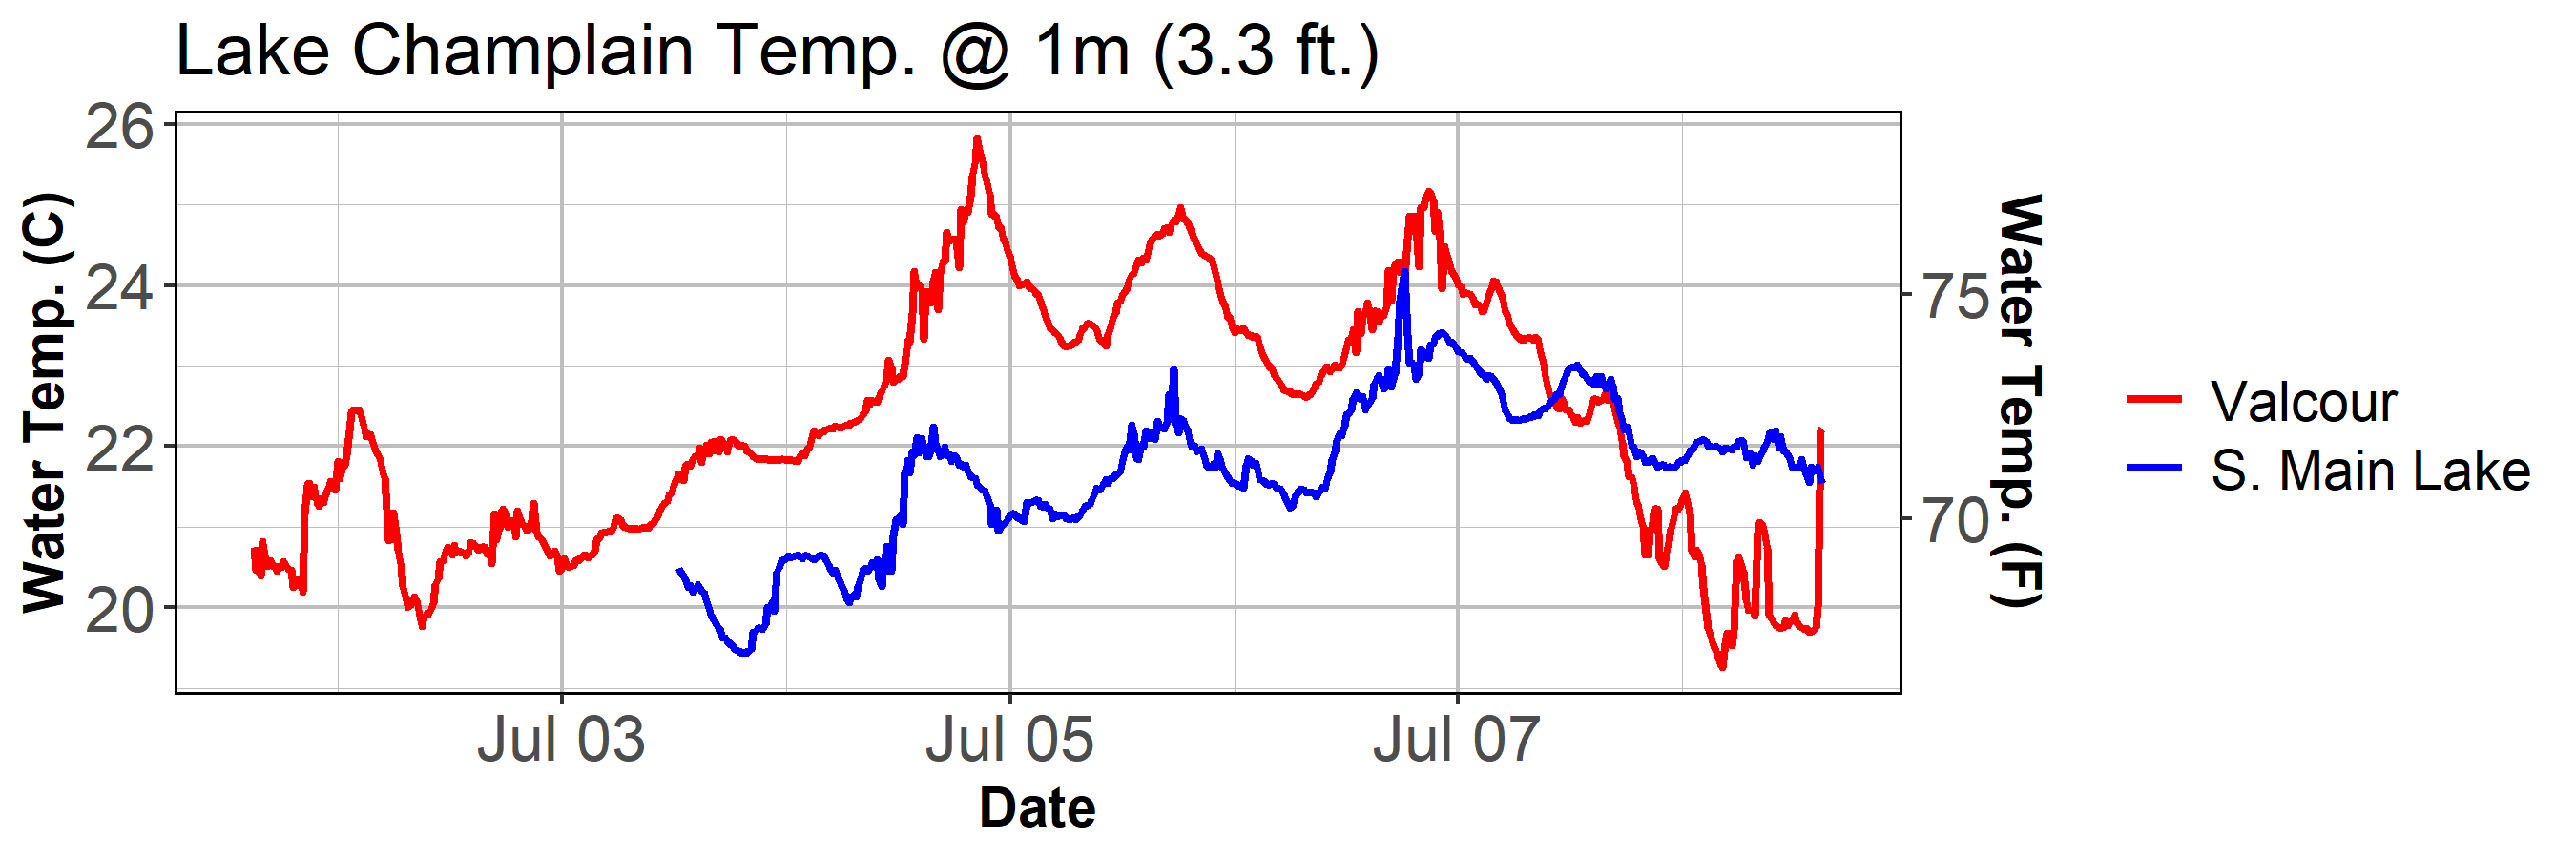 Lake Champlain Temp. @ 1m (3.3 ft.)
Water Temp. (C)
26
24
22
20
75
70
Water Temp. (F)
Jul 03
Jul 05
Jul 07
Date
Valcour
S. Main Lake